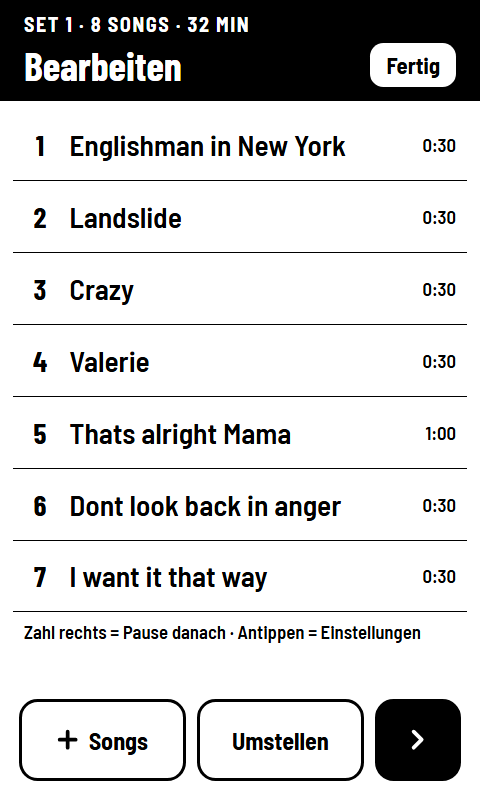 SET 1 · 8 SONGS · 32 MIN
Bearbeiten
Fertig
1 Englishman in New York 0:30
2 Landslide 0:30
3 Crazy 0:30
4 Valerie 0:30
5 Thats alright Mama 1:00
6 Dont look back in anger 0:30
7 I want it that way 0:30
Zahl rechts = Pause danach · Antippen = Einstellungen
+ Songs
Umstellen